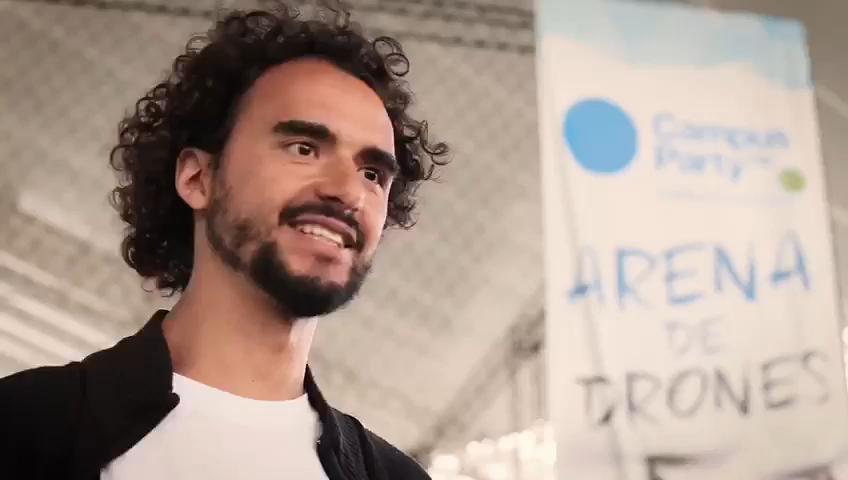 Campus
Party
ARENA
DE
DRONES